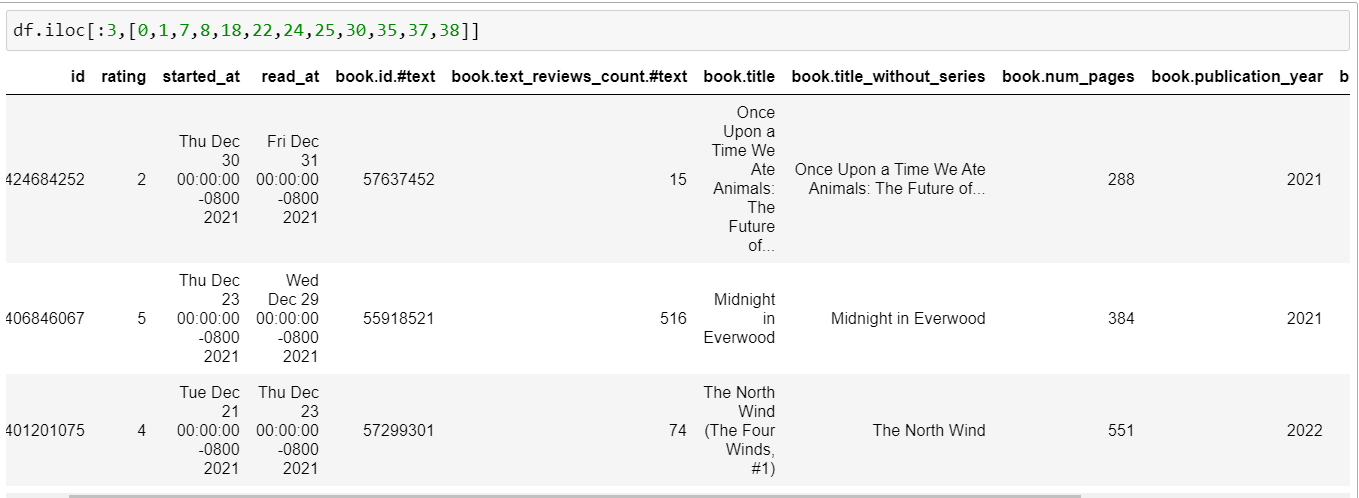 df.iloc[:3,[0,1,7,8,18,22,24,25,30,35,37,38]]
id rating started_at read_at book.id.#text book.text_reviews_count.#text book.title book.title_without_series book.num_pages book.publication_year b
424684252 2 Thu Dec 30 00:00:00 -0800 2021 Fri Dec 31 00:00:00 -0800 2021 57637452 15 Once Upon a Time We Ate Animals: The Future of... Once Upon a Time We Ate Animals: The Future of... 288 2021
406846067 5 Thu Dec 23 00:00:00 -0800 2021 Wed Dec 29 00:00:00 -0800 2021 55918521 516 Midnight in Everwood Midnight in Everwood 384 2021
401201075 4 Tue Dec 21 00:00:00 -0800 2021 Thu Dec 23 00:00:00 -0800 2021 57299301 74 The North Wind (The Four Winds, #1) The North Wind 551 2022